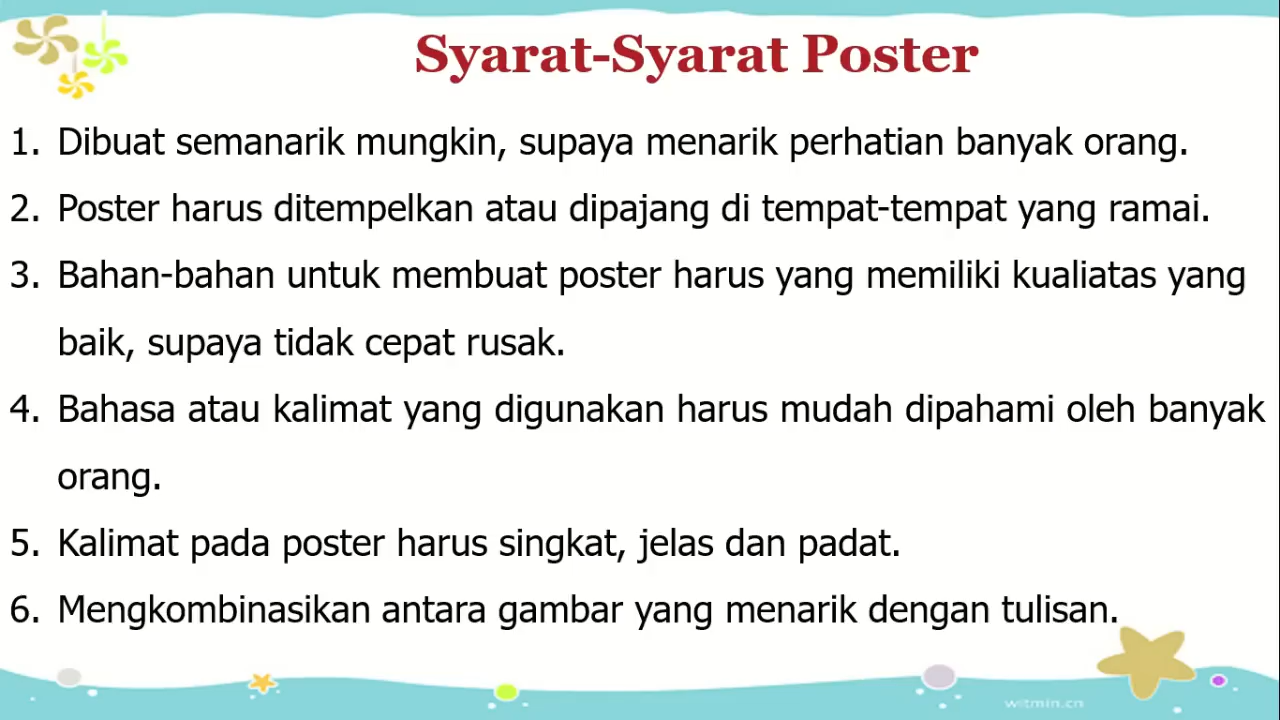 Syarat-Syarat Poster
1. Dibuat semanarik mungkin, supaya menarik perhatian banyak orang.
2. Poster harus ditempelkan atau dipajang di tempat-tempat yang ramai.
3. Bahan-bahan untuk membuat poster harus yang memiliki kualiatas yang
baik, supaya tidak cepat rusak.
4. Bahasa atau kalimat yang digunakan harus mudah dipahami oleh banyak
orang.
5. Kalimat pada poster harus singkat, jelas dan padat.
6. Mengkombinasikan antara gambar yang menarik dengan tulisan.
witmin.cn